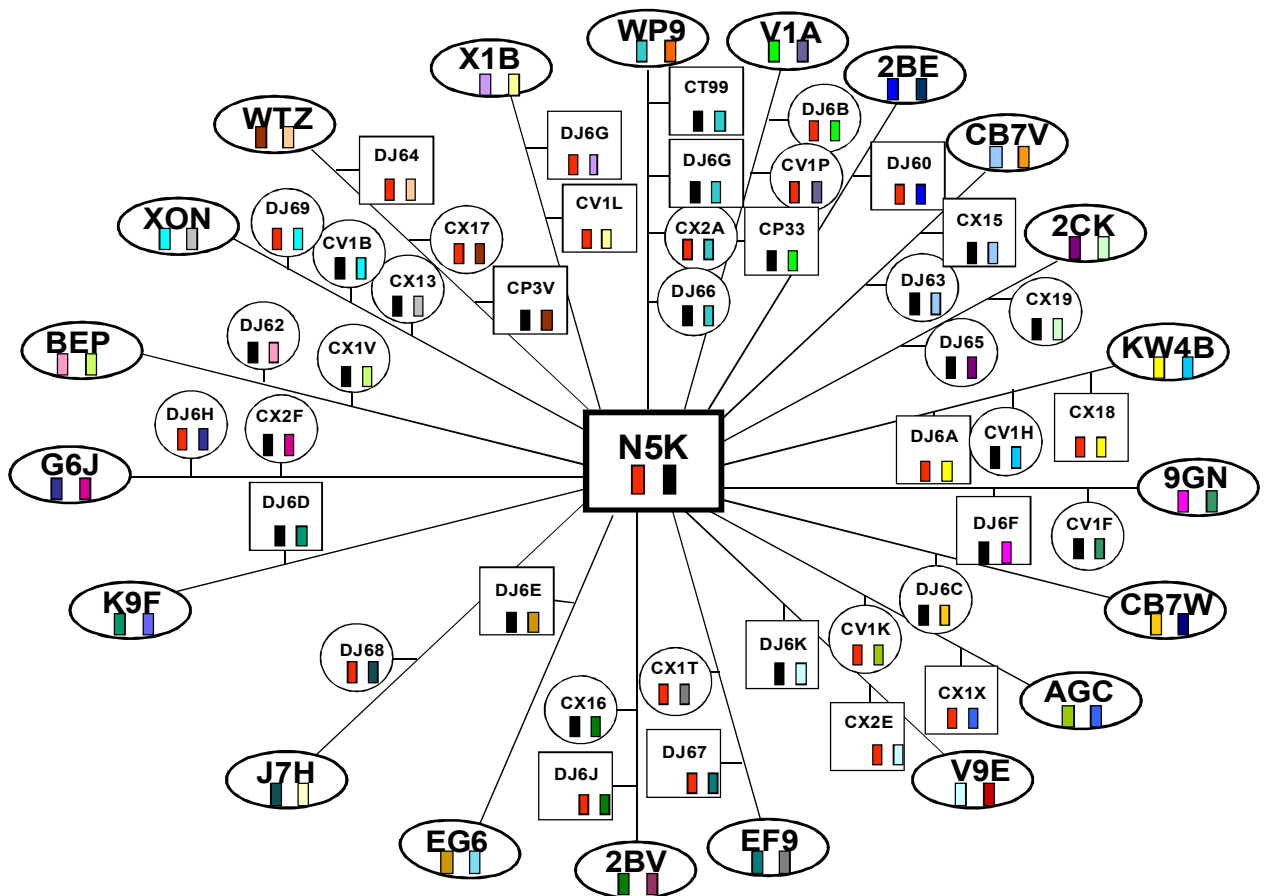 WP9
V1A
X1B
2BE
CT99
WTZ
DJ6B
DJ6G
CB7V
DJ64
DJ6G
CV1P
DJ60
XON
DJ69
CV1L
CX15
2CK
CV1B
CX17
CX2A
CP33
CX13
DJ63
CX19
DJ66
CP3V
BEP
DJ62
CX1V
DJ65
KW4B
DJ6H
CX2F
N5K
DJ6A
CV1H
CX18
G6J
9GN
DJ6D
DJ6F
CV1F
K9F
DJ6E
DJ6C
CB7W
DJ68
DJ6K
CV1K
CX1T
CX16
CX1X
AGC
CX2E
DJ67
J7H
DJ6J
V9E
EG6
2BV
EF9